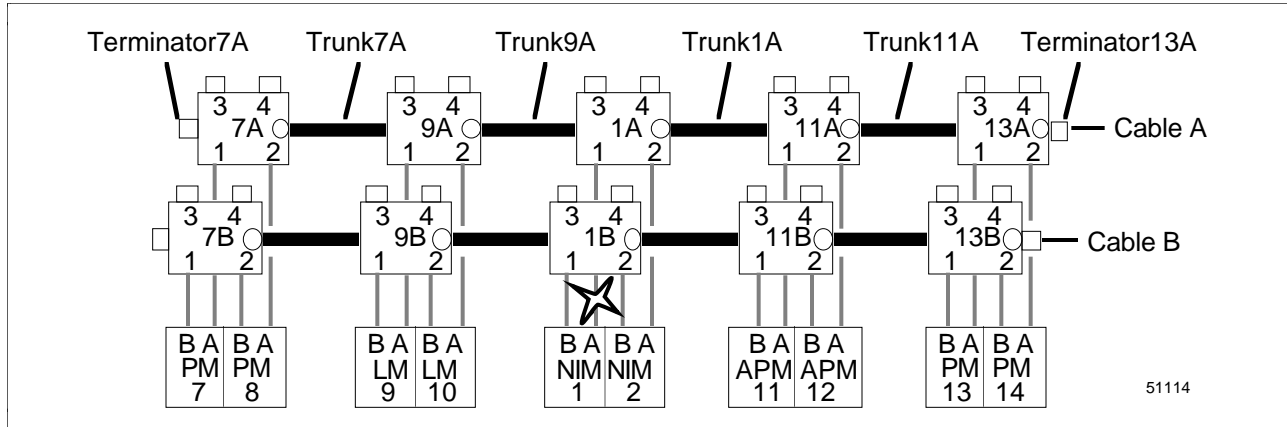 Terminator7A Trunk7A Trunk9A Trunk1A Trunk11A Terminator13A
3 4 3 4 3 4 3 4 3 4
7A 9A 1A 11A 13A Cable A
1 2 1 2 1 2 1 2 1 2
3 4 3 4 3 4 3 4 3 4
7B 9B 1B 11B 13B Cable B
1 2 1 2 1 2 1 2 1 2
B A B A B A B A B A B A B A B A B A B A
PM PM LM LM NIM NIM APM APM PM PM
7 8 9 10 1 2 11 12 13 14
51114